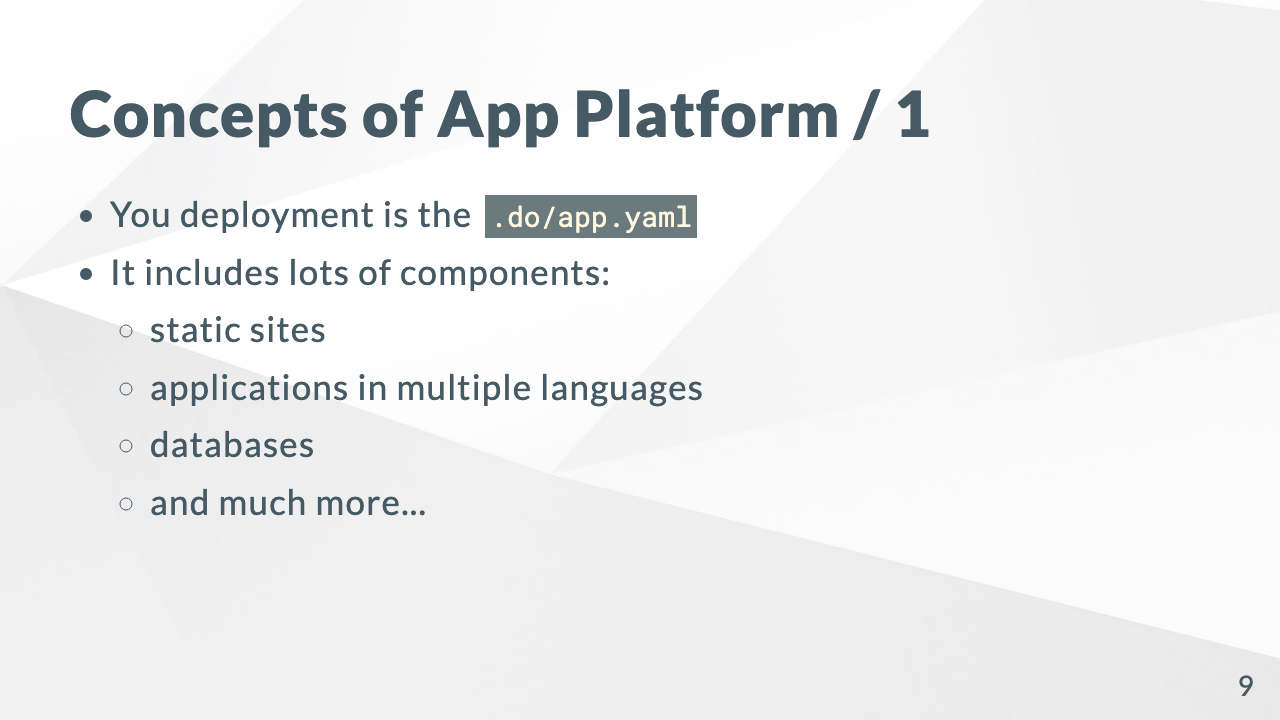 Concepts of App Platform / 1
• You deployment is the .do/app.yaml
• It includes lots of components:
○ static sites
○ applications in multiple languages
○ databases
○ and much more...
9